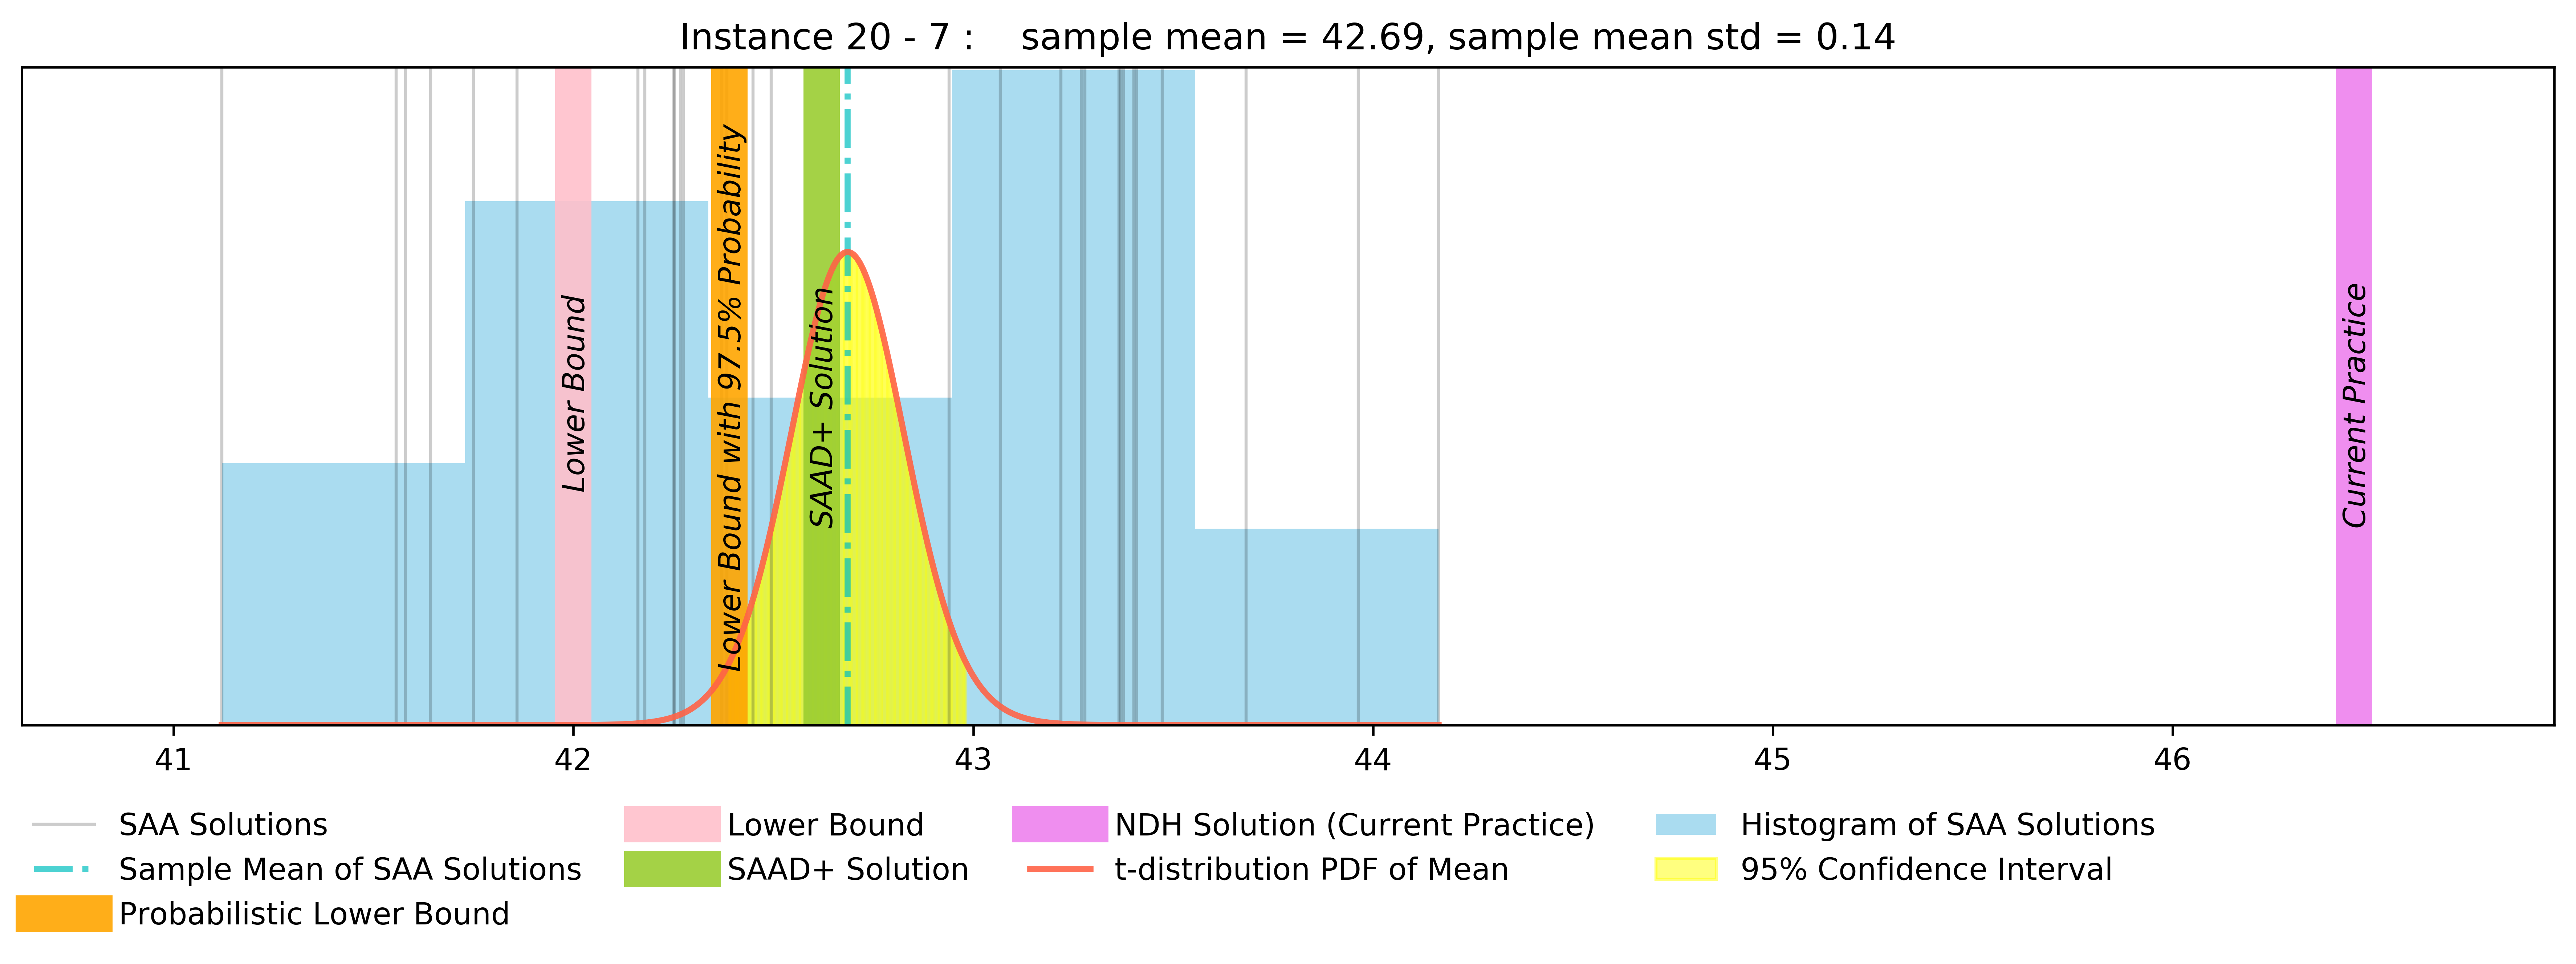 Instance 20 - 7 :    sample mean = 42.69, sample mean std = 0.14
Lower Bound
Lower Bound with 97.5% Probability
SAAD+ Solution
Current Practice
41 42 43 44 45 46
SAA Solutions
Sample Mean of SAA Solutions
Probabilistic Lower Bound
Lower Bound
SAAD+ Solution
NDH Solution (Current Practice)
t-distribution PDF of Mean
Histogram of SAA Solutions
95% Confidence Interval